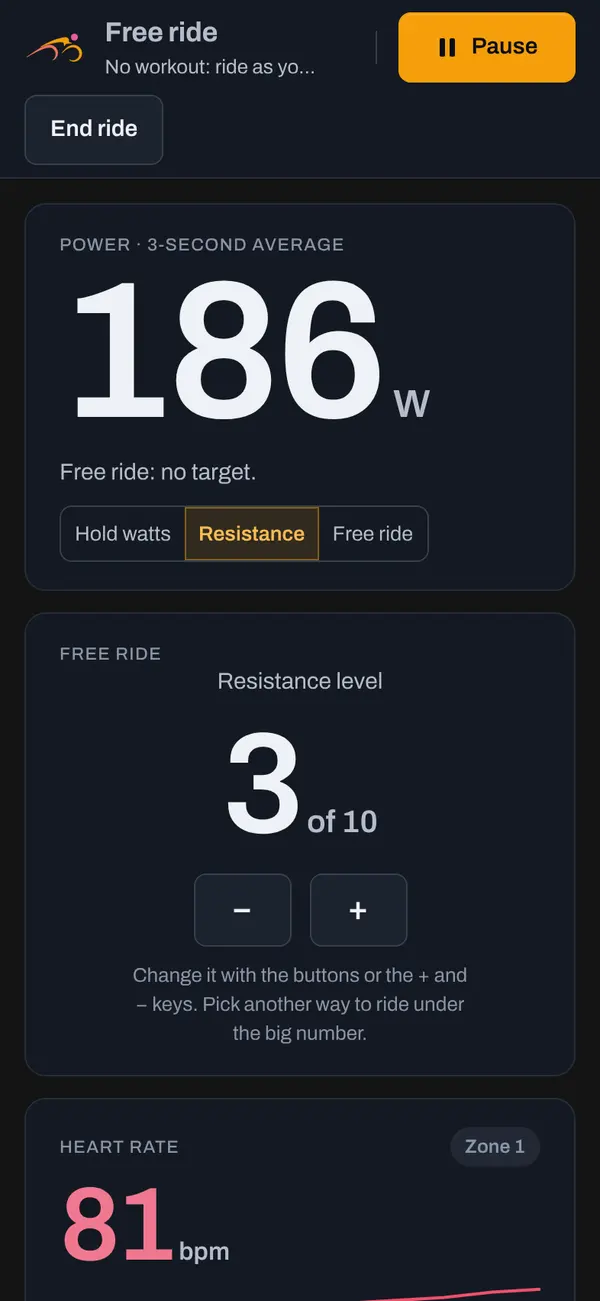 Free ride
No workout: ride as yo...
Pause
End ride
POWER · 3-SECOND AVERAGE
186 W
Free ride: no target.
Hold watts Resistance Free ride
FREE RIDE
Resistance level
3 of 10
− +
Change it with the buttons or the + and
− keys. Pick another way to ride under
the big number.
HEART RATE
Zone 1
81 bpm